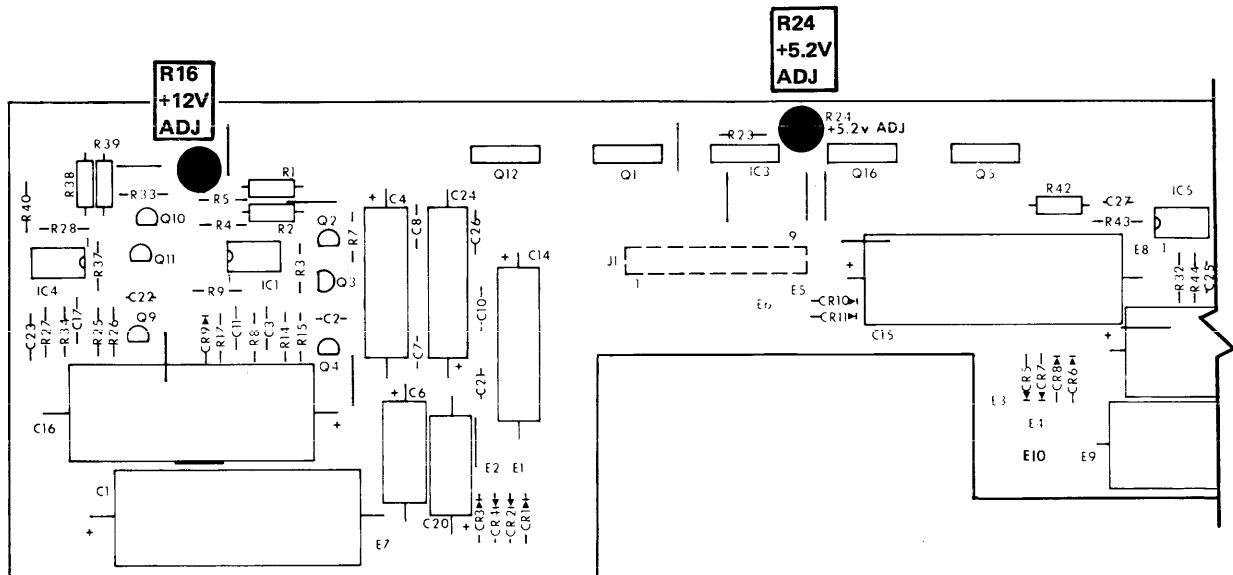 R24
+5.2V
ADJ
R16
+12V
ADJ
R24
+5.2v ADJ
R23
R39
R38
R33
R5
R1
R40
Q12
Q1
IC3
Q16
Q5
R42
C27
IC5
R43
1
R28
1
Q10
R4
R2
Q2
R7
+
C4
C8
C24
C26
C14
+
J1
1
9
E5
E6
E8
IC4
R37
Q11
IC1
1
R3
Q3
R9
CR10
CR11
+
C15
R32
R44
C25
C22
Q9
C23
R27
R34
C17
R25
R26
CR9
R17
C11
R8
C3
R14
R15
C2
Q4
C7
+
C10
C21
+
CR5
CR7
CR8
CR6
E3
E4
E10
E9
C16
+
+
C6
E2
E1
C1
+
E7
C20
+
CR3
CR4
CR2
CR1